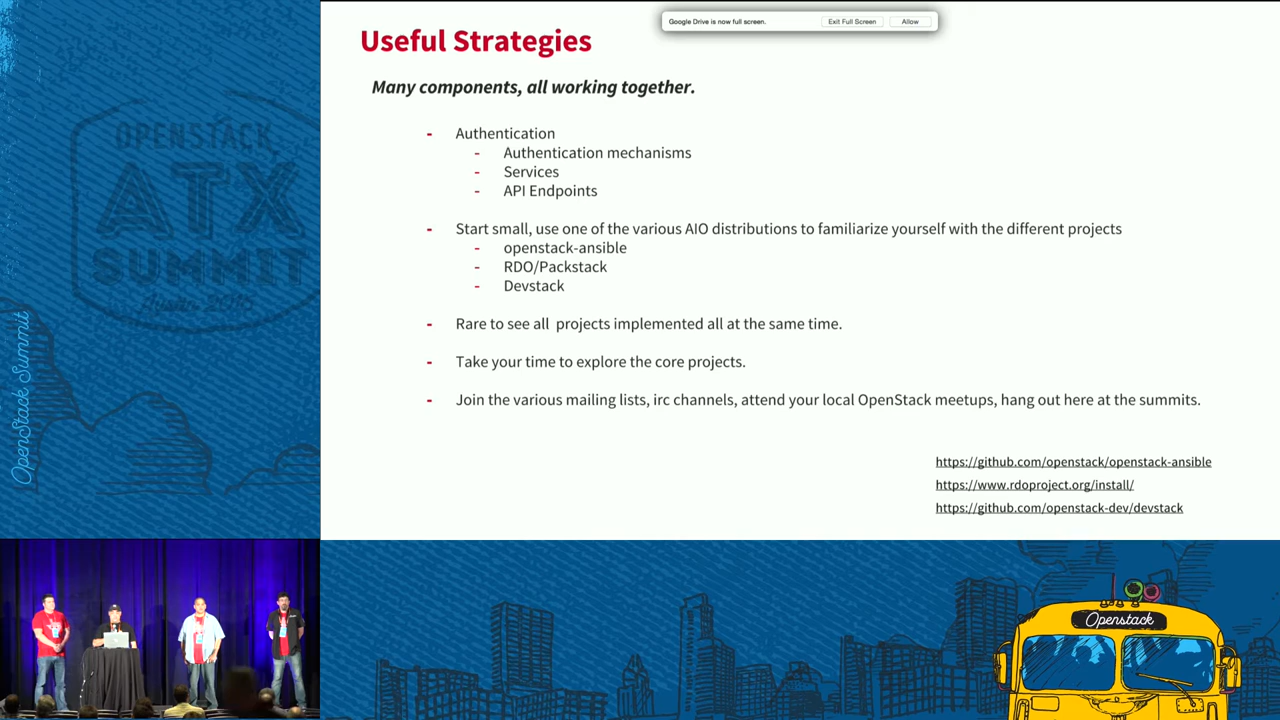 Google Drive is now full screen.
Exit Full Screen
Allow
Useful Strategies
Many components, all working together.
- Authentication
- Authentication mechanisms
- Services
- API Endpoints
- Start small, use one of the various AIO distributions to familiarize yourself with the different projects
- openstack-ansible
- RDO/Packstack
- Devstack
- Rare to see all projects implemented all at the same time.
- Take your time to explore the core projects.
- Join the various mailing lists, irc channels, attend your local OpenStack meetups, hang out here at the summits.
https://github.com/openstack/openstack-ansible
https://www.rdoproject.org/install/
https://github.com/openstack-dev/devstack
OPENSTACK
ATX
SUMMIT
Austin 2016
OpenStack Summit
Openstack